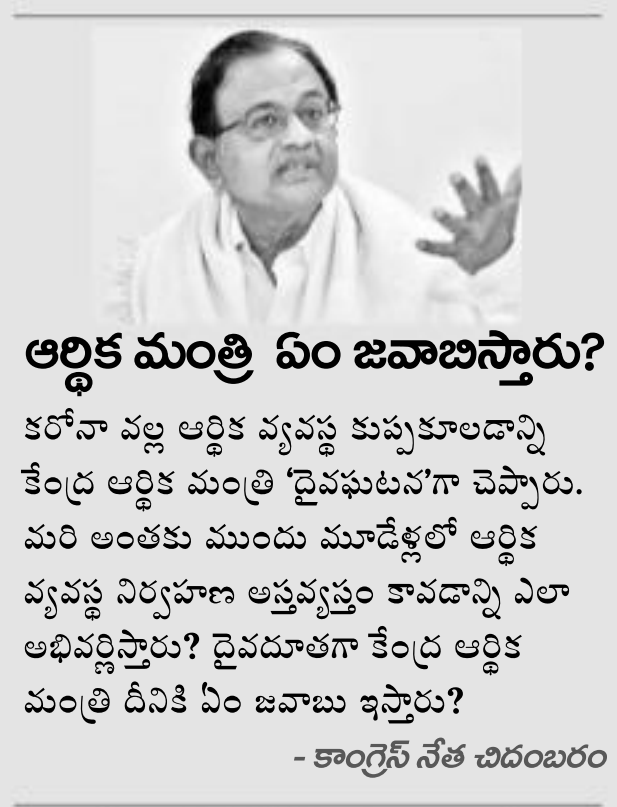 ఆర్థిక మంత్రి ఏం జవాబిస్తారు?
కరోనా వల్ల ఆర్థిక వ్యవస్థ కుప్పకూలడాన్ని
కేంద్ర ఆర్థిక మంత్రి ‘దైవఘటన’గా చెప్పారు.
మరి అంతకు ముందు మూడేళ్లలో ఆర్థిక
వ్యవస్థ నిర్వహణ అస్తవ్యస్తం కావడాన్ని ఎలా
అభివర్ణిస్తారు? దైవదూతగా కేంద్ర ఆర్థిక
మంత్రి దీనికి ఏం జవాబు ఇస్తారు?
- కాంగ్రెస్ నేత చిదంబరం